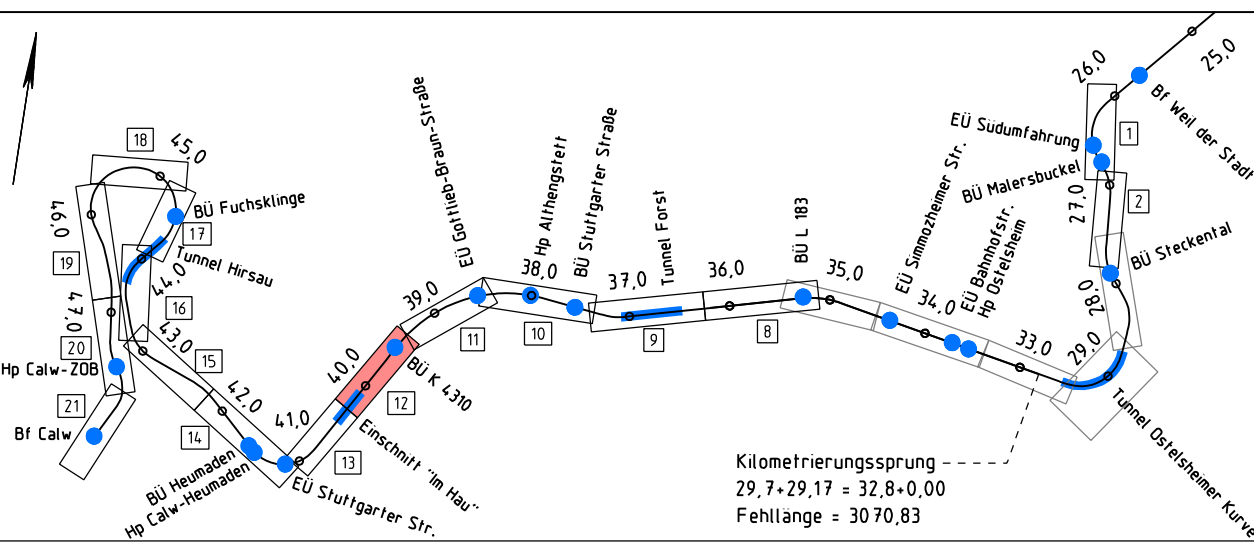 25,0
26,0
Bf Weil der Stadt
EÜ Südumfahrung
1
BÜ Malersbuckel
2
27,0
BÜ Steckental
28,0
29,0
Tunnel Ostelsheimer Kurve
33,0
EÜ Bahnhofstr.
Hp Ostelsheim
34,0
EÜ Simmozheimer Str.
35,0
BÜ L 183
8
36,0
Tunnel Forst
37,0
9
BÜ Stuttgarter Straße
Hp Althengstett
38,0
10
EÜ Gottlieb-Braun-Straße
39,0
11
BÜ K 4310
40,0
12
Einschnitt "Im Hau"
41,0
13
EÜ Stuttgarter Str.
BÜ Heumaden
Hp Calw-Heumaden
14
42,0
15
43,0
16
44,0
Tunnel Hirsau
17
BÜ Fuchsklinge
45,0
18
46,0
19
47,0
20
Hp Calw-ZOB
21
Bf Calw
Kilometrierungssprung
29,7+29,17 = 32,8+0,00
Fehllänge = 3070,83